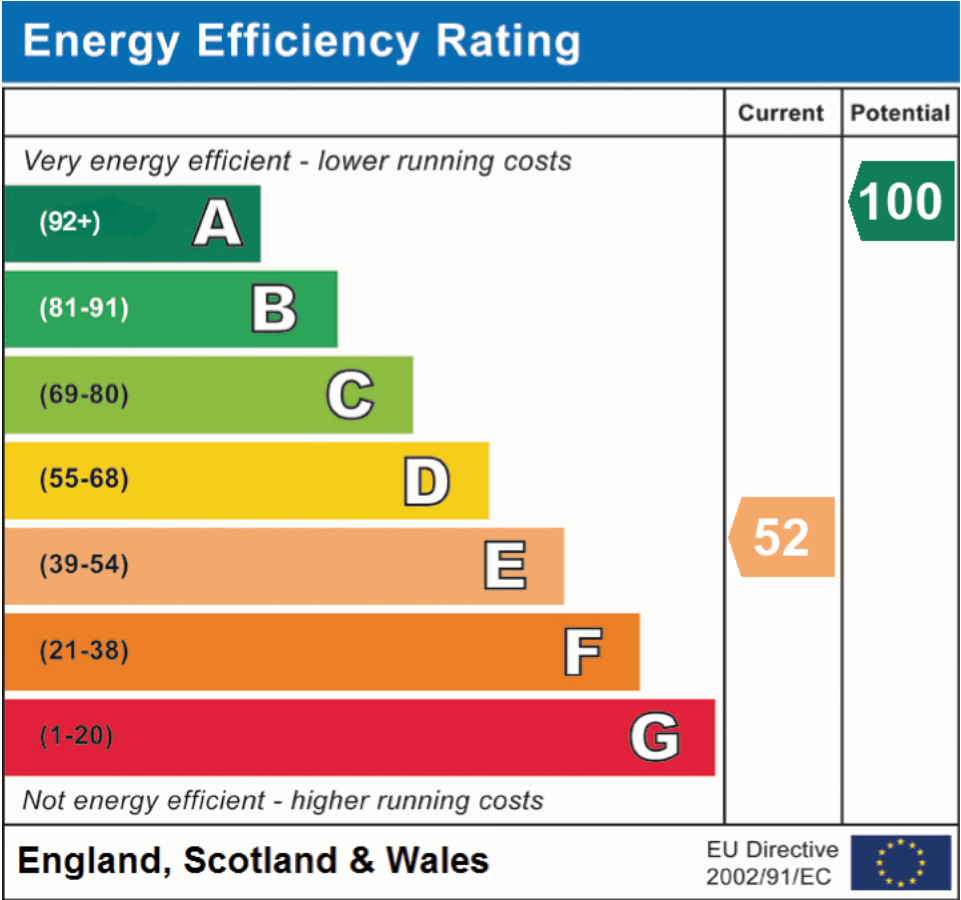 Energy Efficiency Rating
Current Potential
Very energy efficient - lower running costs
(92+) A 100
(81-91) B
(69-80) C
(55-68) D
52
(39-54) E
(21-38) F
(1-20) G
Not energy efficient - higher running costs
England, Scotland & Wales
EU Directive
2002/91/EC